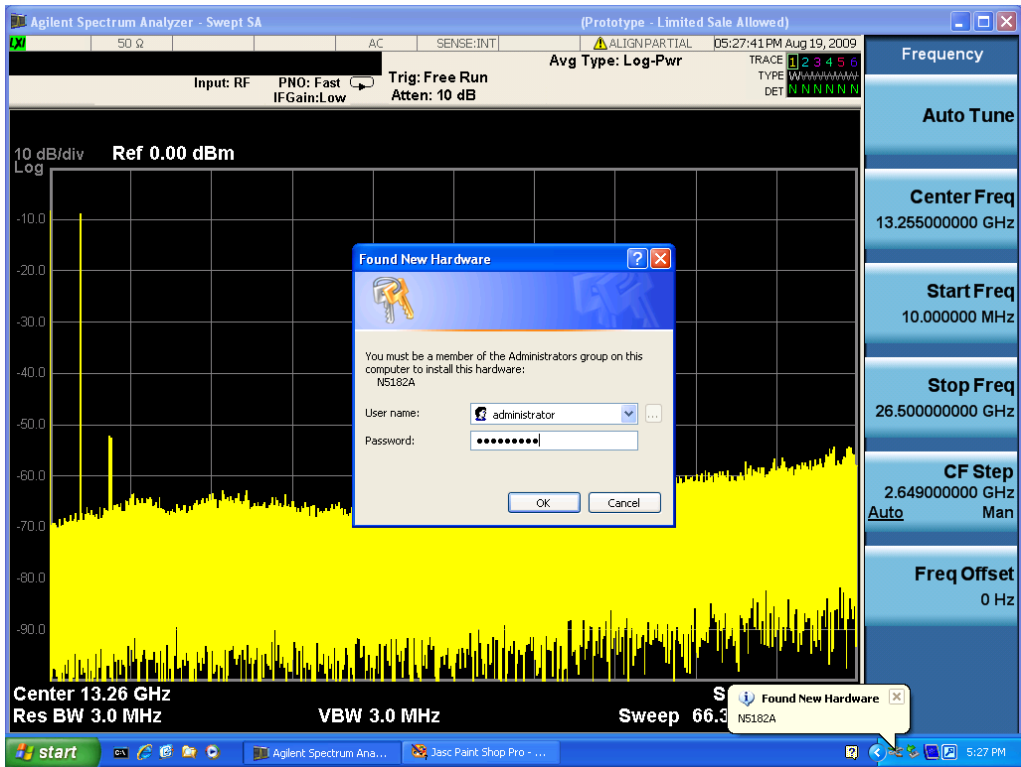 Agilent Spectrum Analyzer - Swept SA (Prototype - Limited Sale Allowed)
LXI 50 Ω AC SENSE:INT ALIGN PARTIAL 05:27:41 PM Aug 19, 2009
Input: RF PNO: Fast Trig: Free Run Avg Type: Log-Pwr TRACE 1 2 3 4 5 6
IFGain:Low Atten: 10 dB TYPE WWWWWW
DET N N N N N N
10 dB/div Ref 0.00 dBm
Log
-10.0
-20.0
-30.0
-40.0
-50.0
-60.0
-70.0
-80.0
-90.0
Center 13.26 GHz S
Res BW 3.0 MHz VBW 3.0 MHz Sweep 66.3
Found New Hardware
You must be a member of the Administrators group on this
computer to install this hardware:
N5182A
User name: administrator
...
Password: •••••••••
OK Cancel
Frequency
Auto Tune
Center Freq
13.255000000 GHz
Start Freq
10.000000 MHz
Stop Freq
26.500000000 GHz
CF Step
2.649000000 GHz
Auto Man
Freq Offset
0 Hz
Found New Hardware
N5182A
start Agilent Spectrum Ana... Jasc Paint Shop Pro - ... 5:27 PM